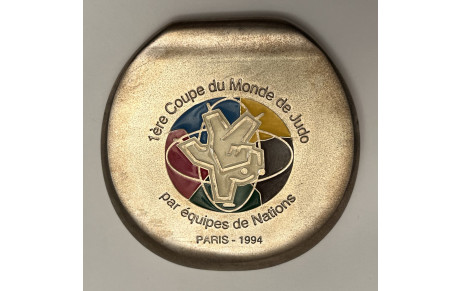 1ère Coupe du Monde de Judo
par équipes de Nations
PARIS - 1994